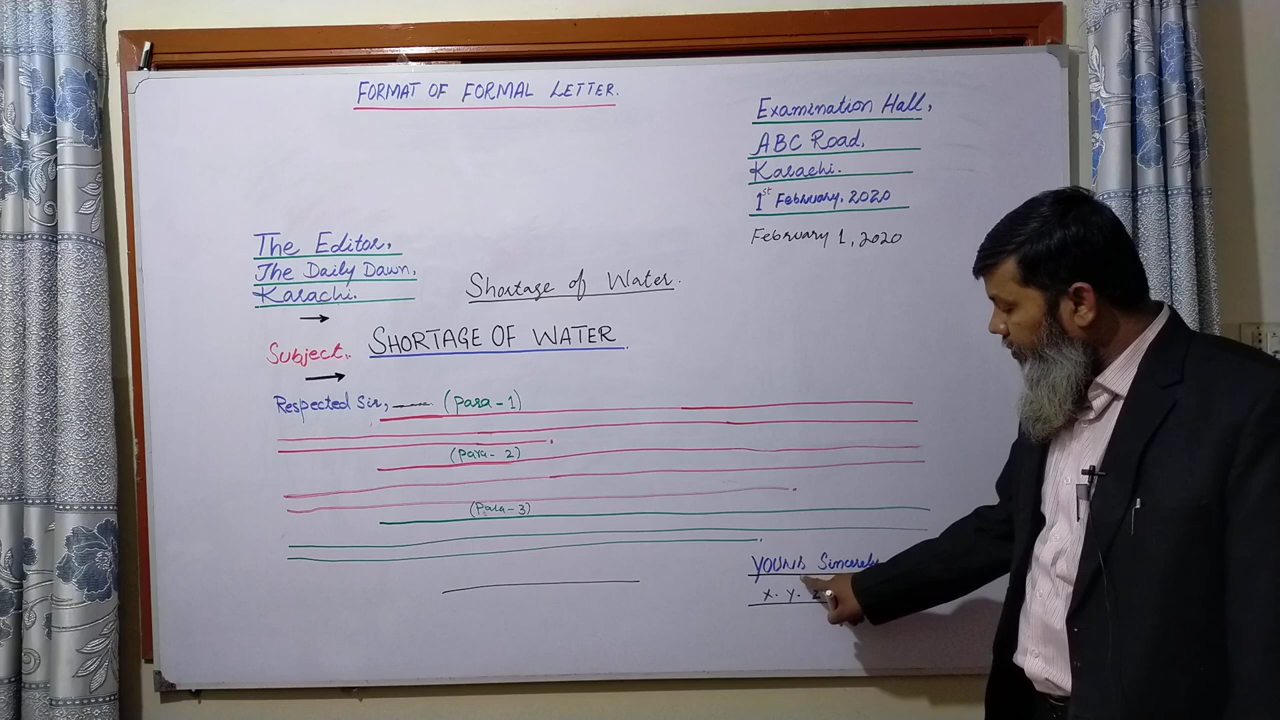 FORMAT OF FORMAL LETTER.
Examination Hall,
ABC Road,
Karachi.
1st February, 2020
February 1, 2020
The Editor,
The Daily Dawn,
Karachi.
Shortage of Water.
Subject:
SHORTAGE OF WATER.
Respected Sir, (para-1)
(para-2)
(Para-3)
Sincerely
X. Y. Z